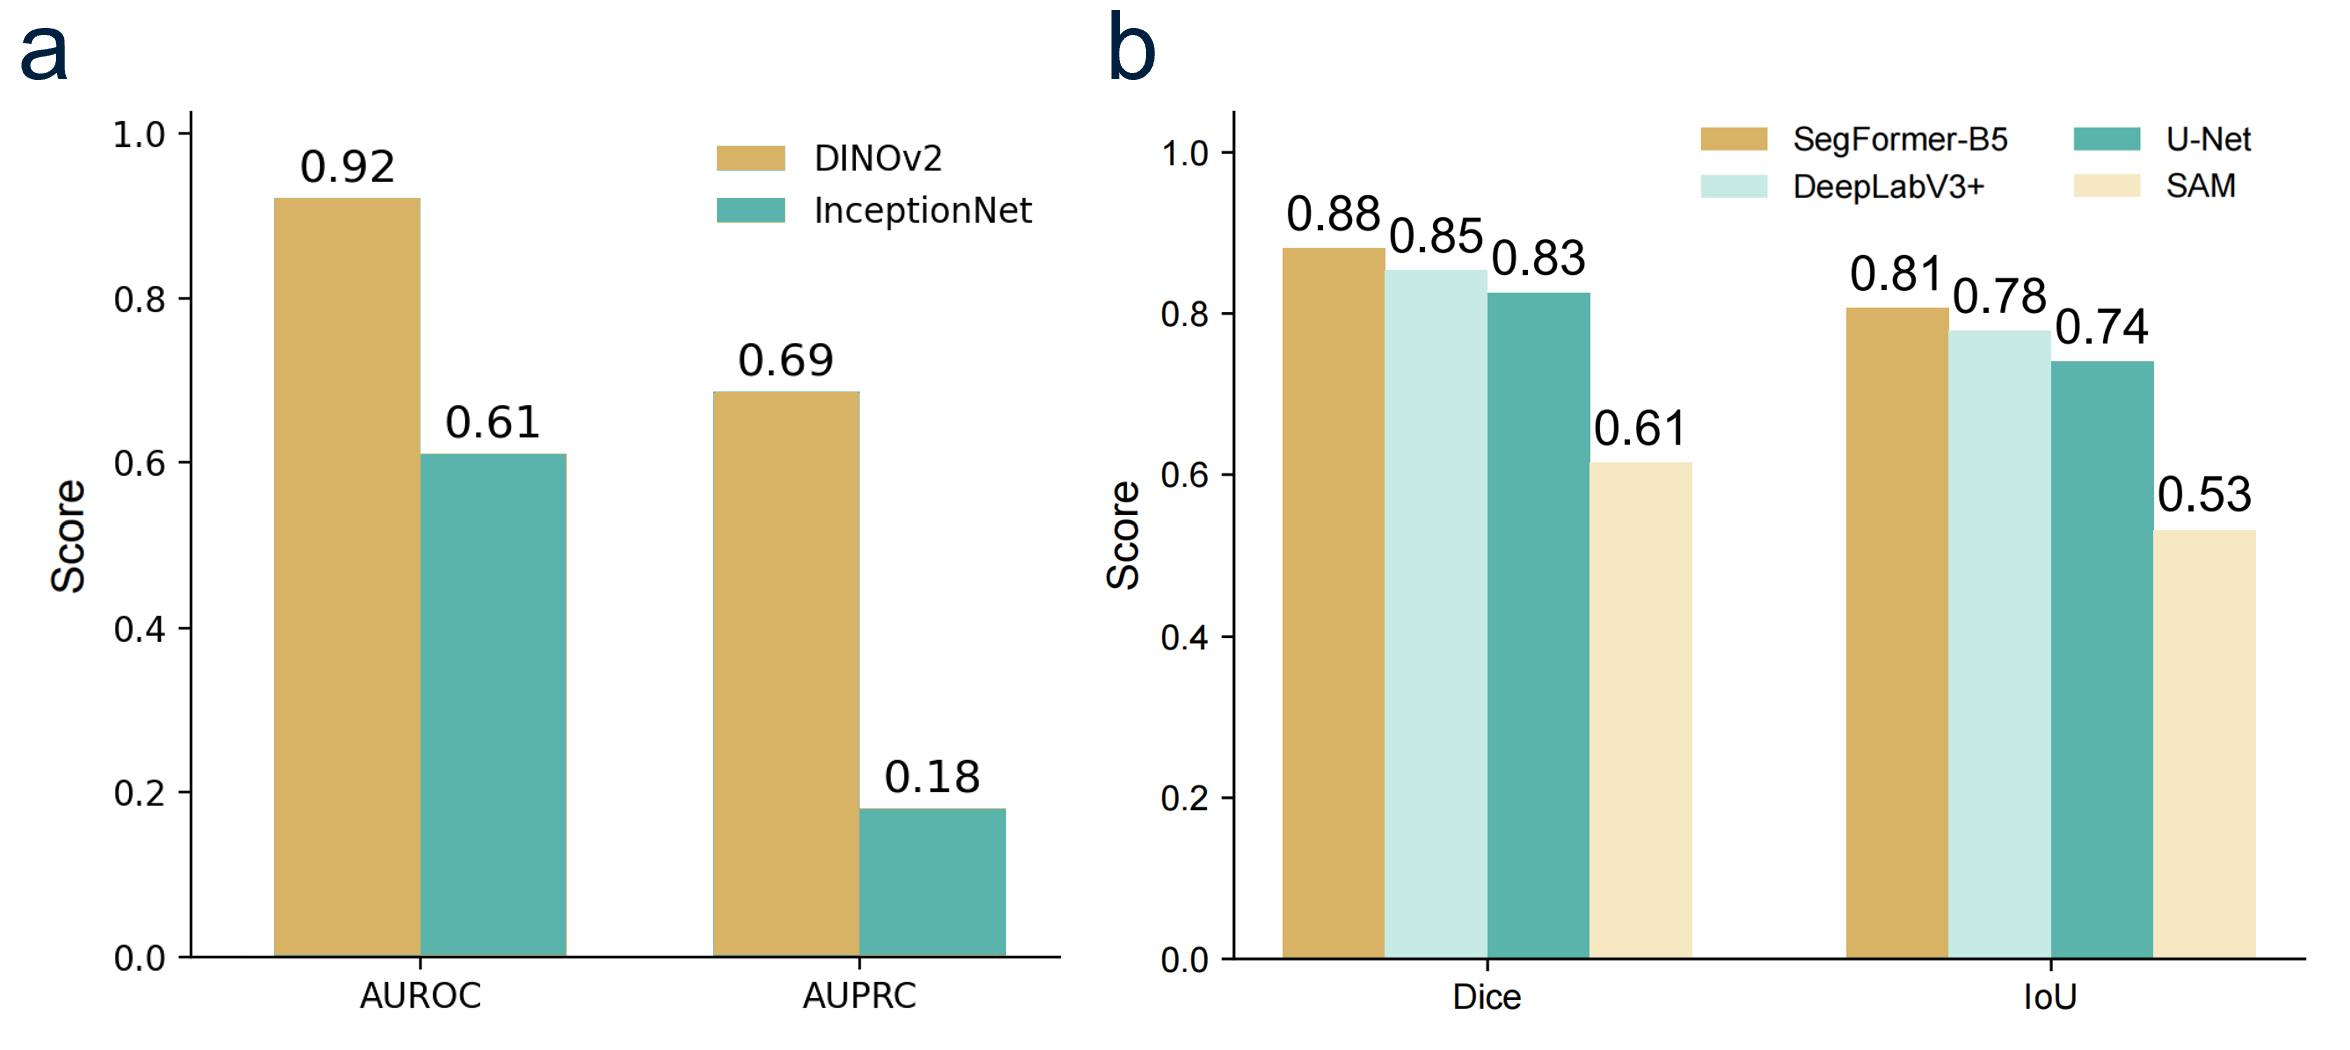 a
1.0
0.8
0.6
0.4
0.2
0.0
Score
0.92
0.61
0.69
0.18
DINOv2
InceptionNet
AUROC
AUPRC
b
1.0
0.8
0.6
0.4
0.2
0.0
Score
SegFormer-B5
DeepLabV3+
U-Net
SAM
0.88
0.85
0.83
0.61
0.81
0.78
0.74
0.53
Dice
IoU